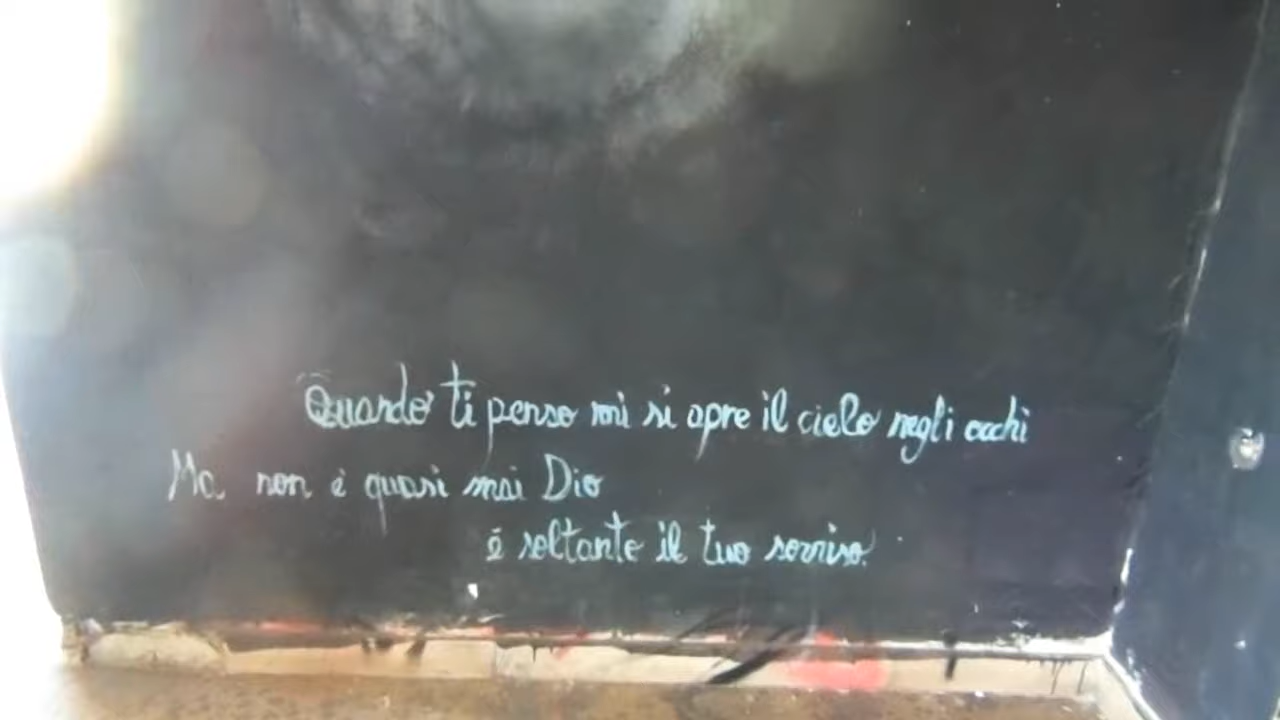 Quando ti penso mi si apre il cielo negli occhi
Ma non è quasi mai Dio
è soltanto il tuo sorriso.